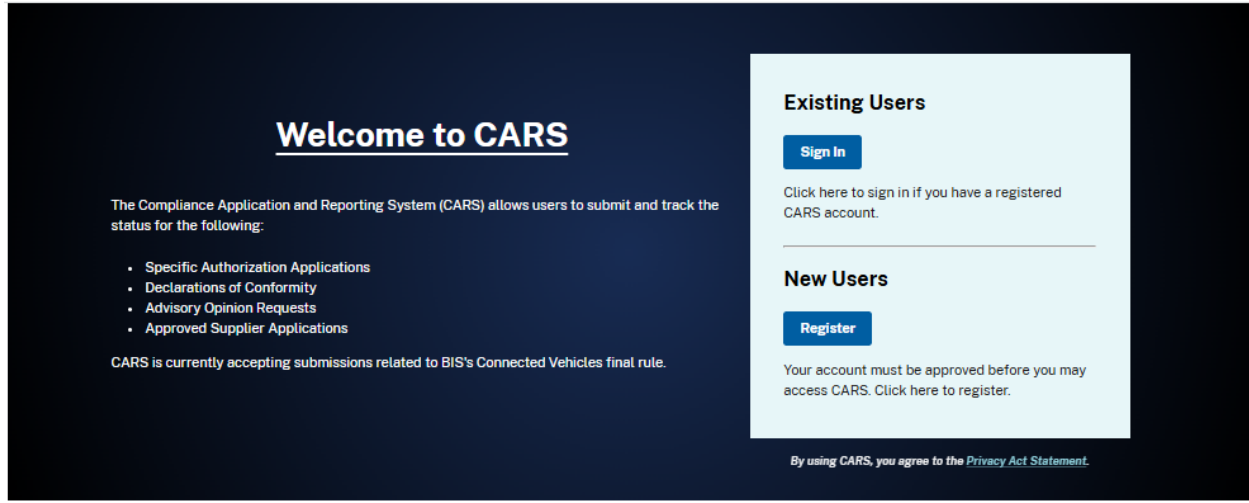 Welcome to CARS
The Compliance Application and Reporting System (CARS) allows users to submit and track the
status for the following:
• Specific Authorization Applications
• Declarations of Conformity
• Advisory Opinion Requests
• Approved Supplier Applications
CARS is currently accepting submissions related to BIS's Connected Vehicles final rule.
Existing Users
Sign In
Click here to sign in if you have a registered
CARS account.
New Users
Register
Your account must be approved before you may
access CARS. Click here to register.
By using CARS, you agree to the Privacy Act Statement.